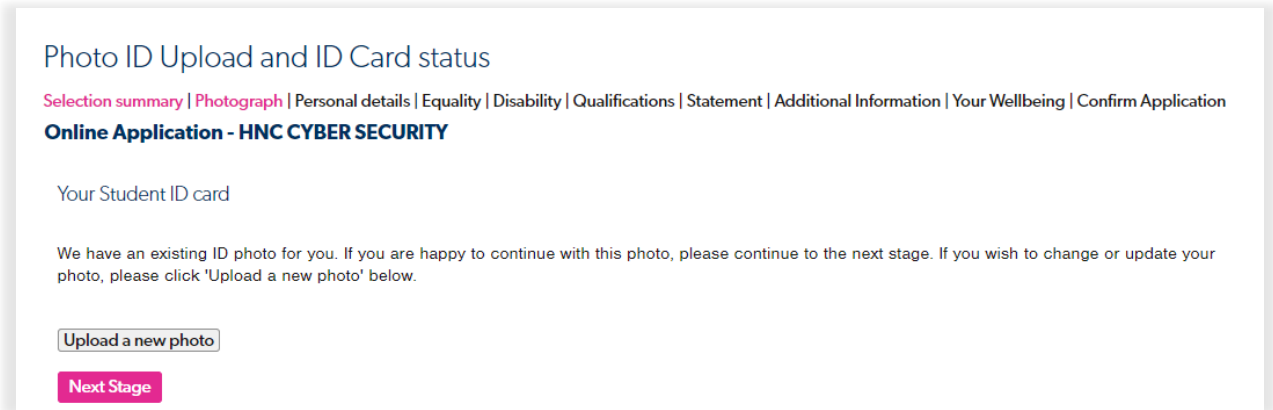 Photo ID Upload and ID Card status
Selection summary | Photograph | Personal details | Equality | Disability | Qualifications | Statement | Additional Information | Your Wellbeing | Confirm Application
Online Application - HNC CYBER SECURITY
Your Student ID card
We have an existing ID photo for you. If you are happy to continue with this photo, please continue to the next stage. If you wish to change or update your
photo, please click 'Upload a new photo' below.
Upload a new photo
Next Stage